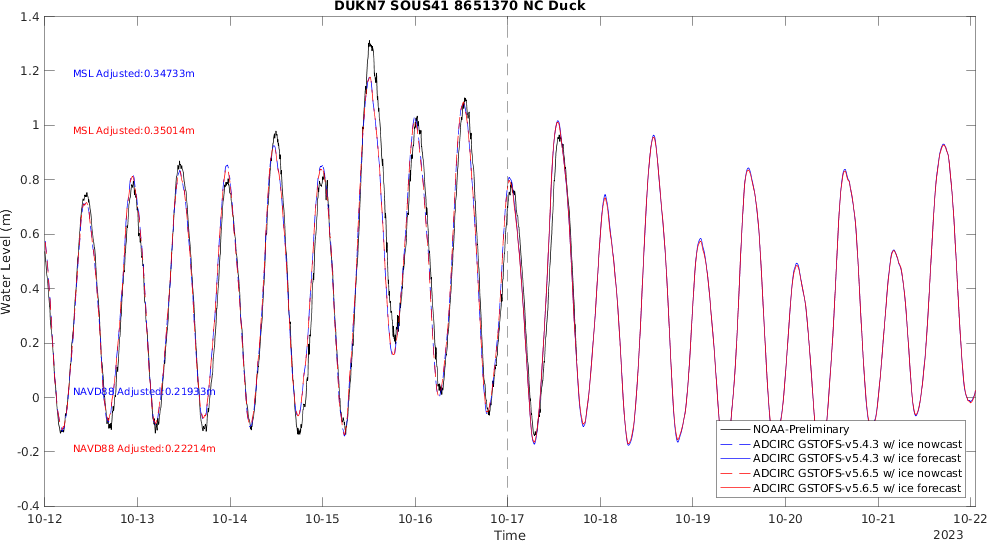 DUKN7 SOUS41 8651370 NC Duck
1.4
1.2
1
0.8
0.6
0.4
0.2
0
-0.2
-0.4
Water Level (m)
MSL Adjusted:0.34733m
MSL Adjusted:0.35014m
NAVD88 Adjusted:0.21933m
NAVD88 Adjusted:0.22214m
NOAA-Preliminary
ADCIRC GSTOFS-v5.4.3 w/ ice nowcast
ADCIRC GSTOFS-v5.4.3 w/ ice forecast
ADCIRC GSTOFS-v5.6.5 w/ ice nowcast
ADCIRC GSTOFS-v5.6.5 w/ ice forecast
10-12 10-13 10-14 10-15 10-16 10-17 10-18 10-19 10-20 10-21 10-22
Time
2023